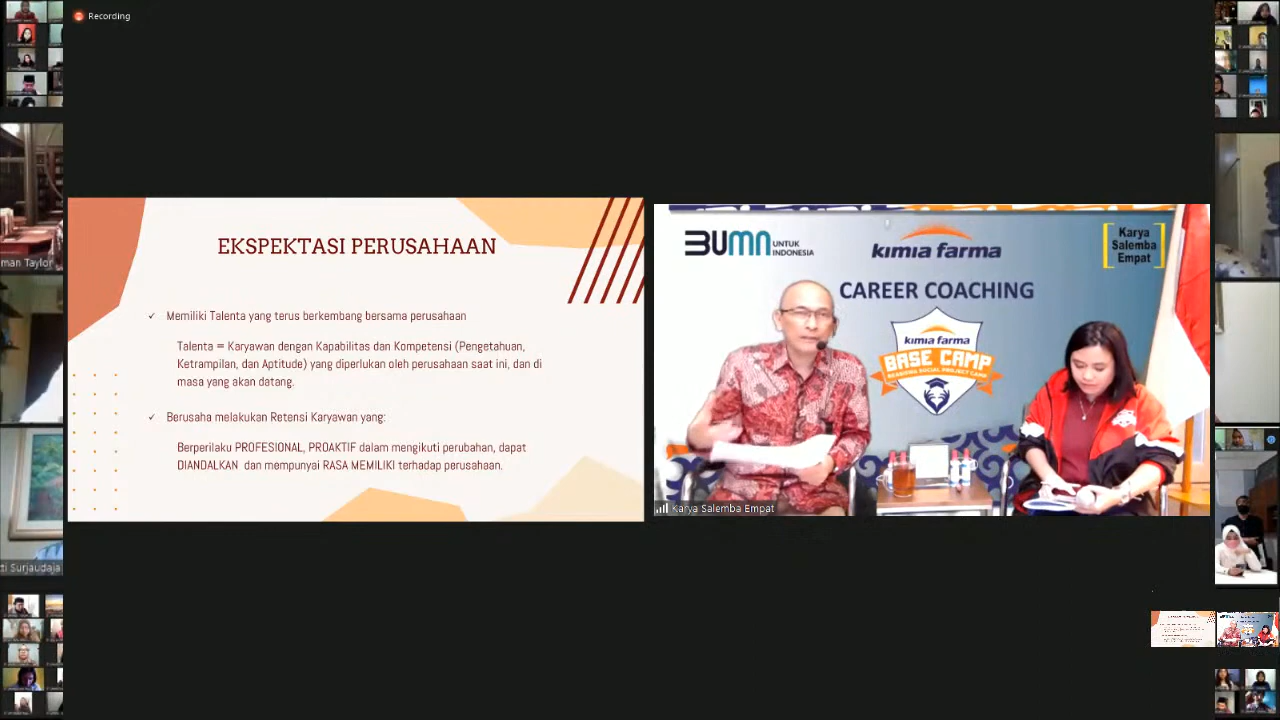 Recording
man Taylor
ti Surjaudaja
EKSPEKTASI PERUSAHAAN
✓ Memiliki Talenta yang terus berkembang bersama perusahaan
Talenta = Karyawan dengan Kapabilitas dan Kompetensi (Pengetahuan,
Ketrampilan, dan Aptitude) yang diperlukan oleh perusahaan saat ini, dan di
masa yang akan datang.
✓ Berusaha melakukan Retensi Karyawan yang:
Berperilaku PROFESIONAL, PROAKTIF dalam mengikuti perubahan, dapat
DIANDALKAN dan mempunyai RASA MEMILIKI terhadap perusahaan.
BUMN UNTUK
INDONESIA
kimia farma
Karya
Salemba
Empat
CAREER COACHING
kimia farma
BASE CAMP
Karya Salemba Empat